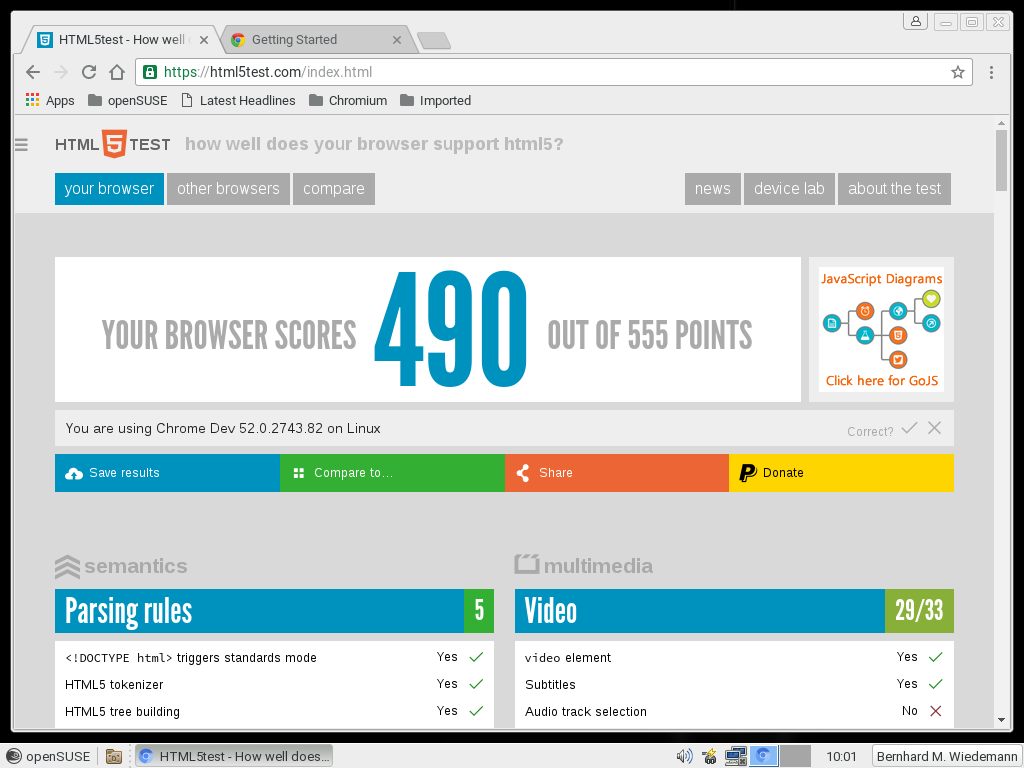 HTML5test - How well
Getting Started
https://html5test.com/index.html
Apps openSUSE Latest Headlines Chromium Imported
HTML 5 TEST how well does your browser support html5?
your browser other browsers compare news device lab about the test
YOUR BROWSER SCORES 490 OUT OF 555 POINTS
JavaScript Diagrams
Click here for GoJS
You are using Chrome Dev 52.0.2743.82 on Linux Correct?
Save results Compare to... Share Donate
semantics
Parsing rules 5
<!DOCTYPE html> triggers standards mode Yes
HTML5 tokenizer Yes
HTML5 tree building Yes
multimedia
Video 29/33
video element Yes
Subtitles Yes
Audio track selection No
openSUSE HTML5test - How well does... 10:01 Bernhard M. Wiedemann